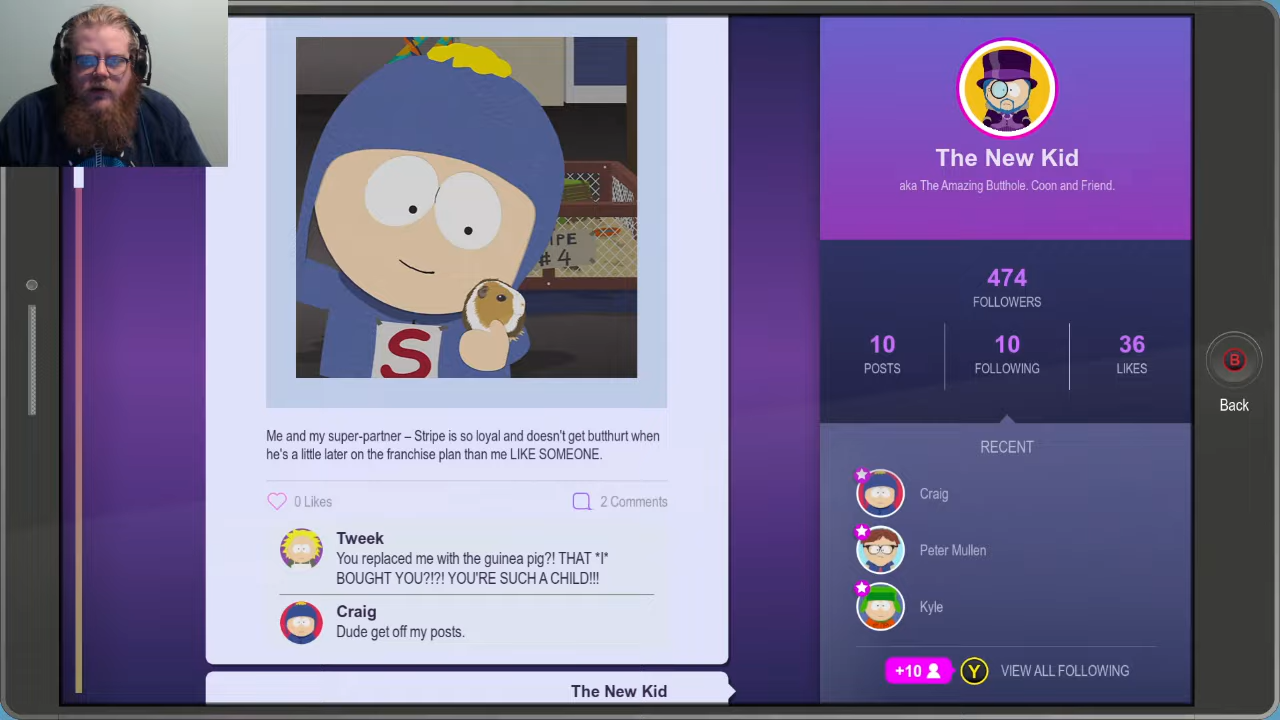 IPE
#4
S
Me and my super-partner – Stripe is so loyal and doesn't get butthurt when
he's a little later on the franchise plan than me LIKE SOMEONE.
0 Likes
2 Comments
Tweek
You replaced me with the guinea pig?! THAT *I*
BOUGHT YOU?!?! YOU'RE SUCH A CHILD!!!
Craig
Dude get off my posts.
The New Kid
The New Kid
aka The Amazing Butthole. Coon and Friend.
474
FOLLOWERS
10
POSTS
10
FOLLOWING
36
LIKES
RECENT
Craig
Peter Mullen
Kyle
+10
Y
VIEW ALL FOLLOWING
B
Back